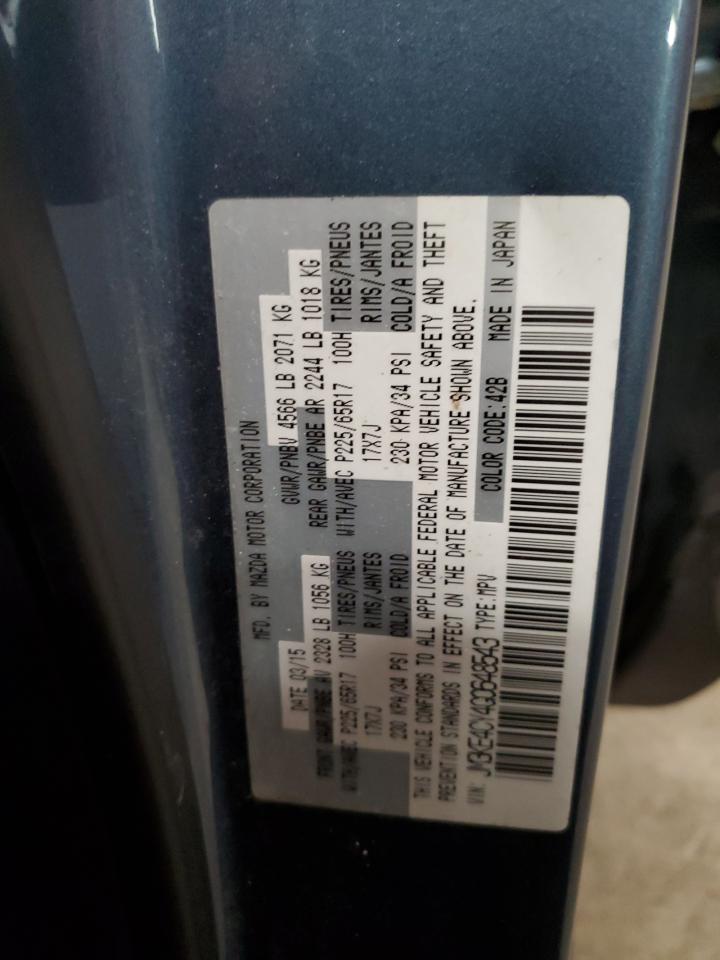 MFD. BY MAZDA MOTOR CORPORATION
DATE 03/15 GVWR/PNBV 4566 LB 2071 KG
FRONT GAWR/PNBE AV 2328 LB 1056 KG REAR GAWR/PNBE AR 2244 LB 1018 KG
WITH/AVEC P225/65R17 100H TIRES/PNEUS WITH/AVEC P225/65R17 100H TIRES/PNEUS
17X7J RIMS/JANTES 17X7J RIMS/JANTES
230 KPA/34 PSI COLD/A FROID 230 KPA/34 PSI COLD/A FROID
THIS VEHICLE CONFORMS TO ALL APPLICABLE FEDERAL MOTOR VEHICLE SAFETY AND THEFT
PREVENTION STANDARDS IN EFFECT ON THE DATE OF MANUFACTURE SHOWN ABOVE.
VIN: JM3KE4CY4G0648543 TYPE:MPV COLOR CODE:42B MADE IN JAPAN